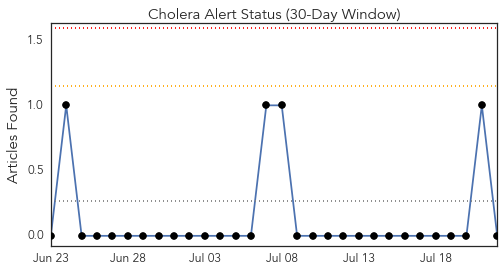 Cholera Alert Status (30-Day Window)
Articles Found
1.5
1.0
0.5
0.0
Jun 23 Jun 28 Jul 03 Jul 08 Jul 13 Jul 18